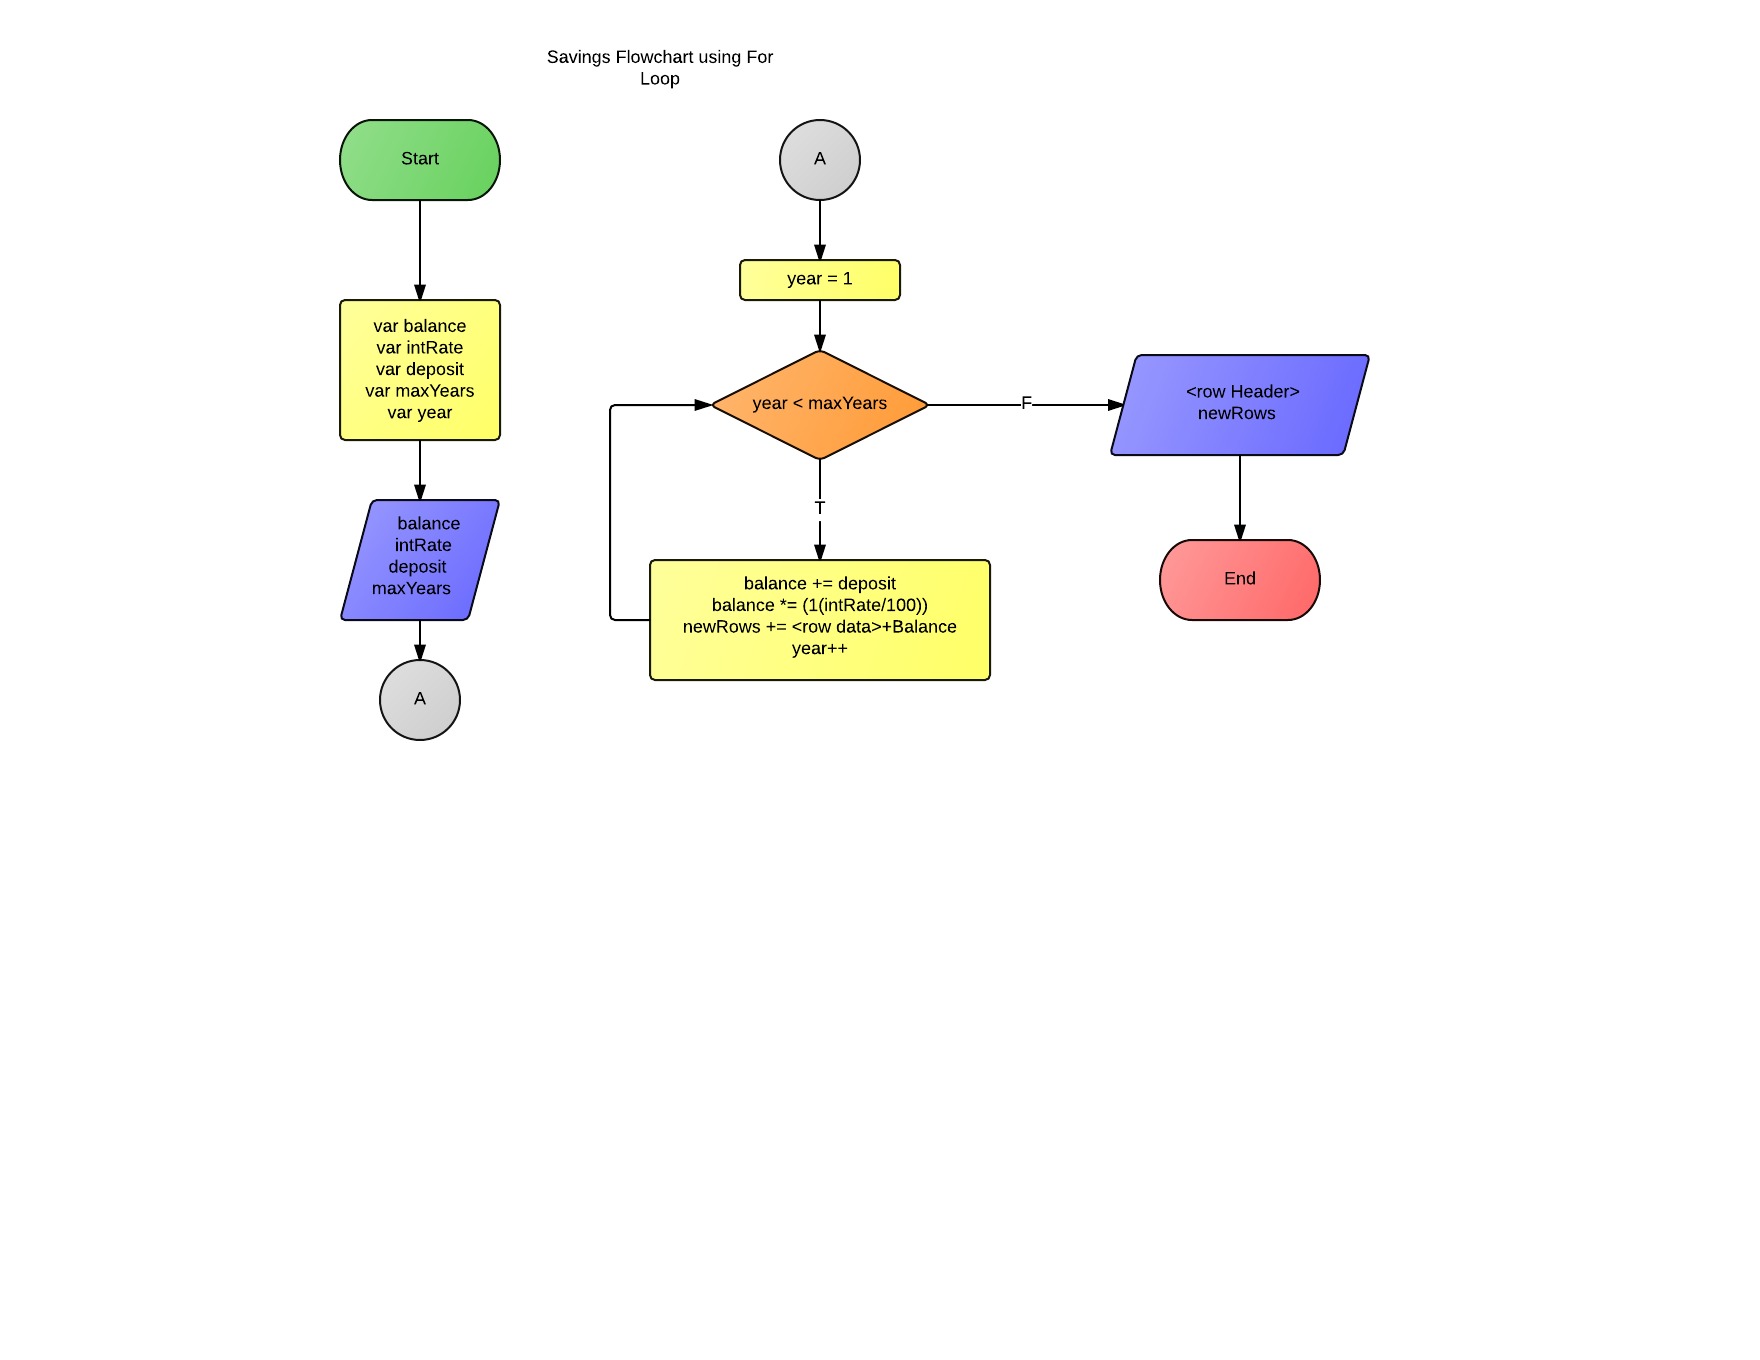 Savings Flowchart using For
Loop
Start
var balance
var intRate
var deposit
var maxYears
var year
balance
intRate
deposit
maxYears
A
A
year = 1
year < maxYears
T
F
balance += deposit
balance *= (1(intRate/100))
newRows += <row data>+Balance
year++
<row Header>
newRows
End